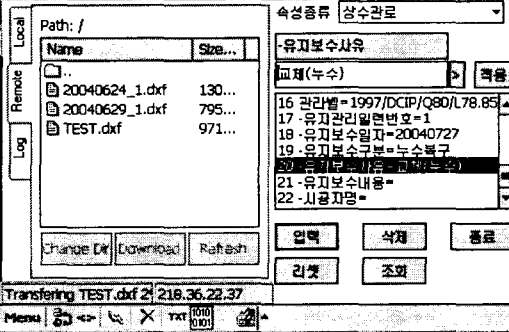 Local
Remote
Log
Path: /
Name Size...
..
20040624_1.dxf 130...
20040629_1.dxf 795...
TEST.dxf 971...
Change Dir Download Refresh
Transfering TEST.dxf 218.36.22.37
Menu TXT 1010 0101
속성종류 상수관로
-유지보수사유
교체(누수) > 적용
16 관라벨=1997/DCIP/Q80/L78.85
17 -유지관리일련번호=1
18 -유지보수일자=20040727
19 -유지보수구분=누수복구
20 -유지보수사유=교체(누수)
21 -유지보수내용=
22 -시공자명=
입력 삭제 종료
리셋 조회